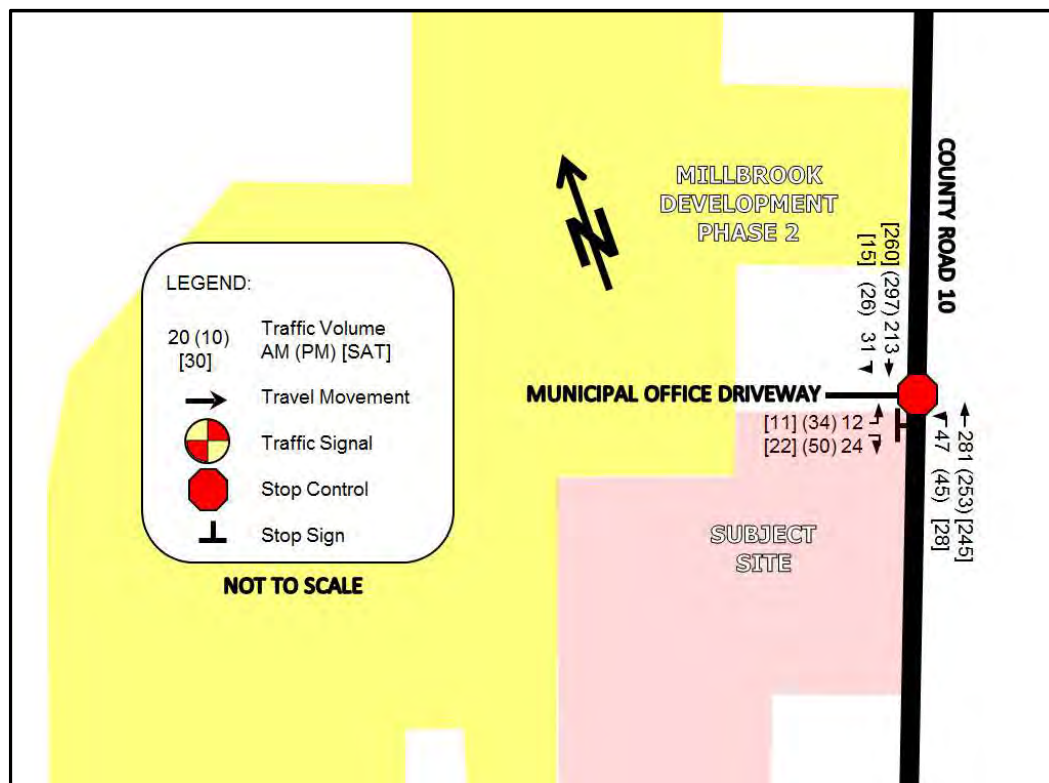 MILLBROOK
DEVELOPMENT
PHASE 2
COUNTY ROAD 10
N
[260] (297) 213
[15] (26) 31
LEGEND:
20 (10)
[30]
Traffic Volume
AM (PM) [SAT]
Travel Movement
Traffic Signal
Stop Control
Stop Sign
NOT TO SCALE
MUNICIPAL OFFICE DRIVEWAY
[11] (34) 12
[22] (50) 24
281 (253) [245]
47 (45) [28]
SUBJECT
SITE